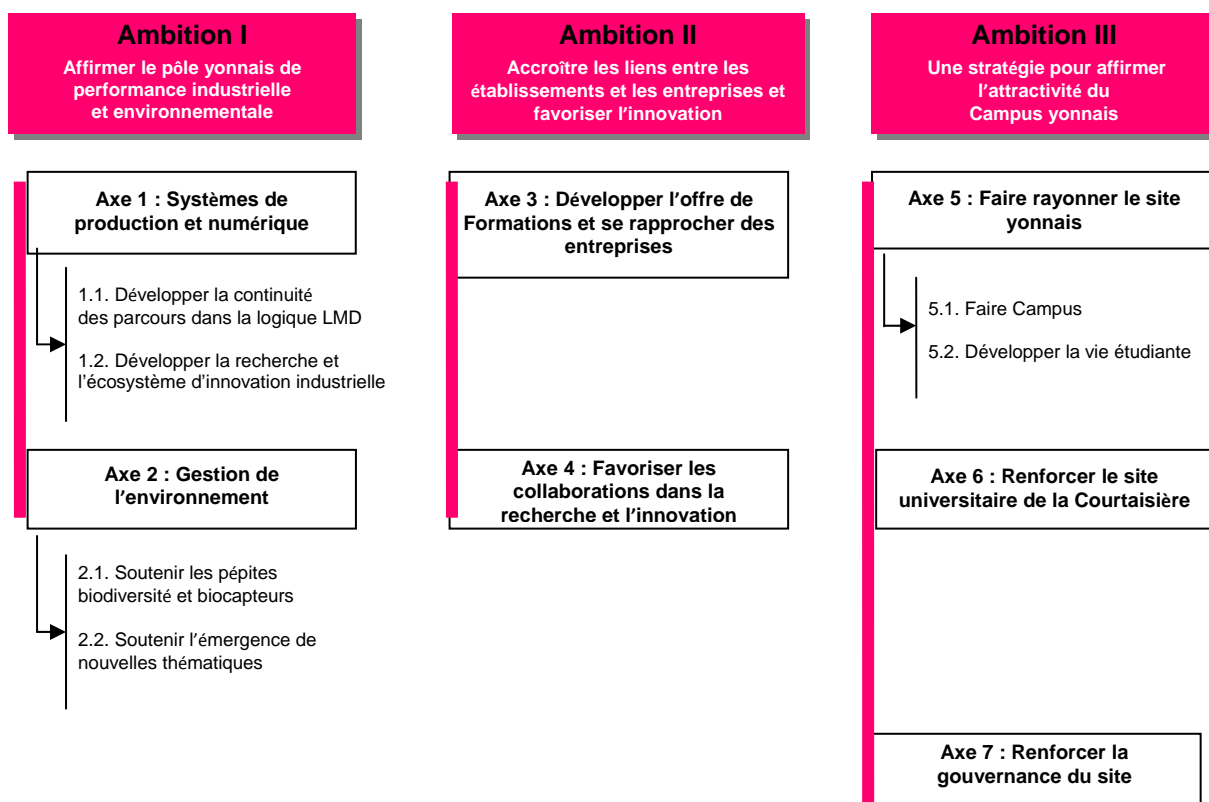 Ambition I
Affirmer le pôle yonnais de
performance industrielle
et environnementale
Axe 1 : Systèmes de
production et numérique
1.1. Développer la continuité
des parcours dans la logique LMD
1.2. Développer la recherche et
l'écosystème d'innovation industrielle
Axe 2 : Gestion de
l'environnement
2.1. Soutenir les pépites
biodiversité et biocapteurs
2.2. Soutenir l'émergence de
nouvelles thématiques
Ambition II
Accroître les liens entre les
établissements et les entreprises et
favoriser l'innovation
Axe 3 : Développer l'offre de
Formations et se rapprocher des
entreprises
Axe 4 : Favoriser les
collaborations dans la
recherche et l'innovation
Ambition III
Une stratégie pour affirmer
l'attractivité du
Campus yonnais
Axe 5 : Faire rayonner le site
yonnais
5.1. Faire Campus
5.2. Développer la vie étudiante
Axe 6 : Renforcer le site
universitaire de la Courtaisière
Axe 7 : Renforcer la
gouvernance du site